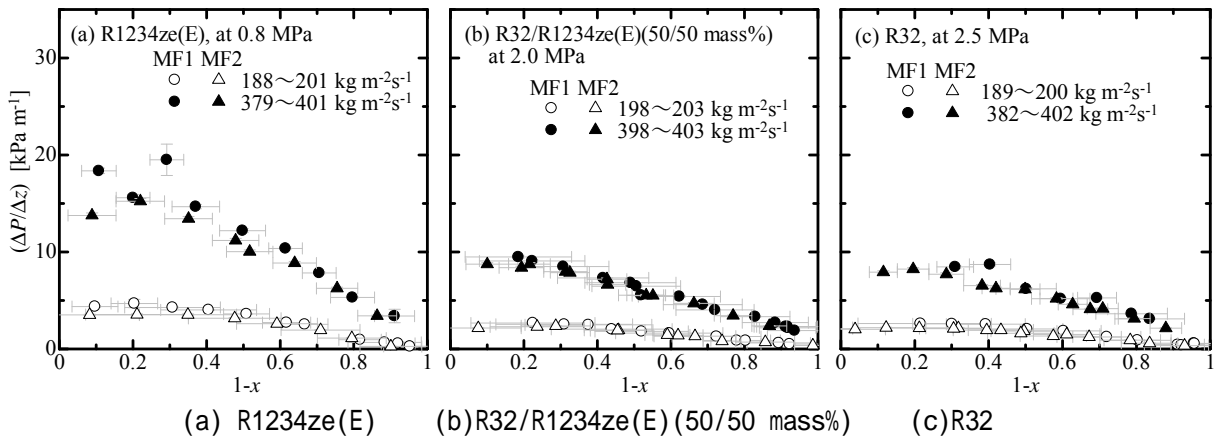 (a) R1234ze(E), at 0.8 MPa
MF1 MF2
○ △ 188～201 kg m⁻²s⁻¹
● ▲ 379～401 kg m⁻²s⁻¹
(b) R32/R1234ze(E)(50/50 mass%)
at 2.0 MPa
MF1 MF2
○ △ 198～203 kg m⁻²s⁻¹
● ▲ 398～403 kg m⁻²s⁻¹
(c) R32, at 2.5 MPa
MF1 MF2
○ △ 189～200 kg m⁻²s⁻¹
● ▲ 382～402 kg m⁻²s⁻¹
(ΔP/Δz) [kPa m⁻¹]
30
20
10
0
0 0.2 0.4 0.6 0.8 1
0 0.2 0.4 0.6 0.8 1
0 0.2 0.4 0.6 0.8 1
1-x 1-x 1-x
(a) R1234ze(E) (b)R32/R1234ze(E)(50/50 mass%) (c)R32